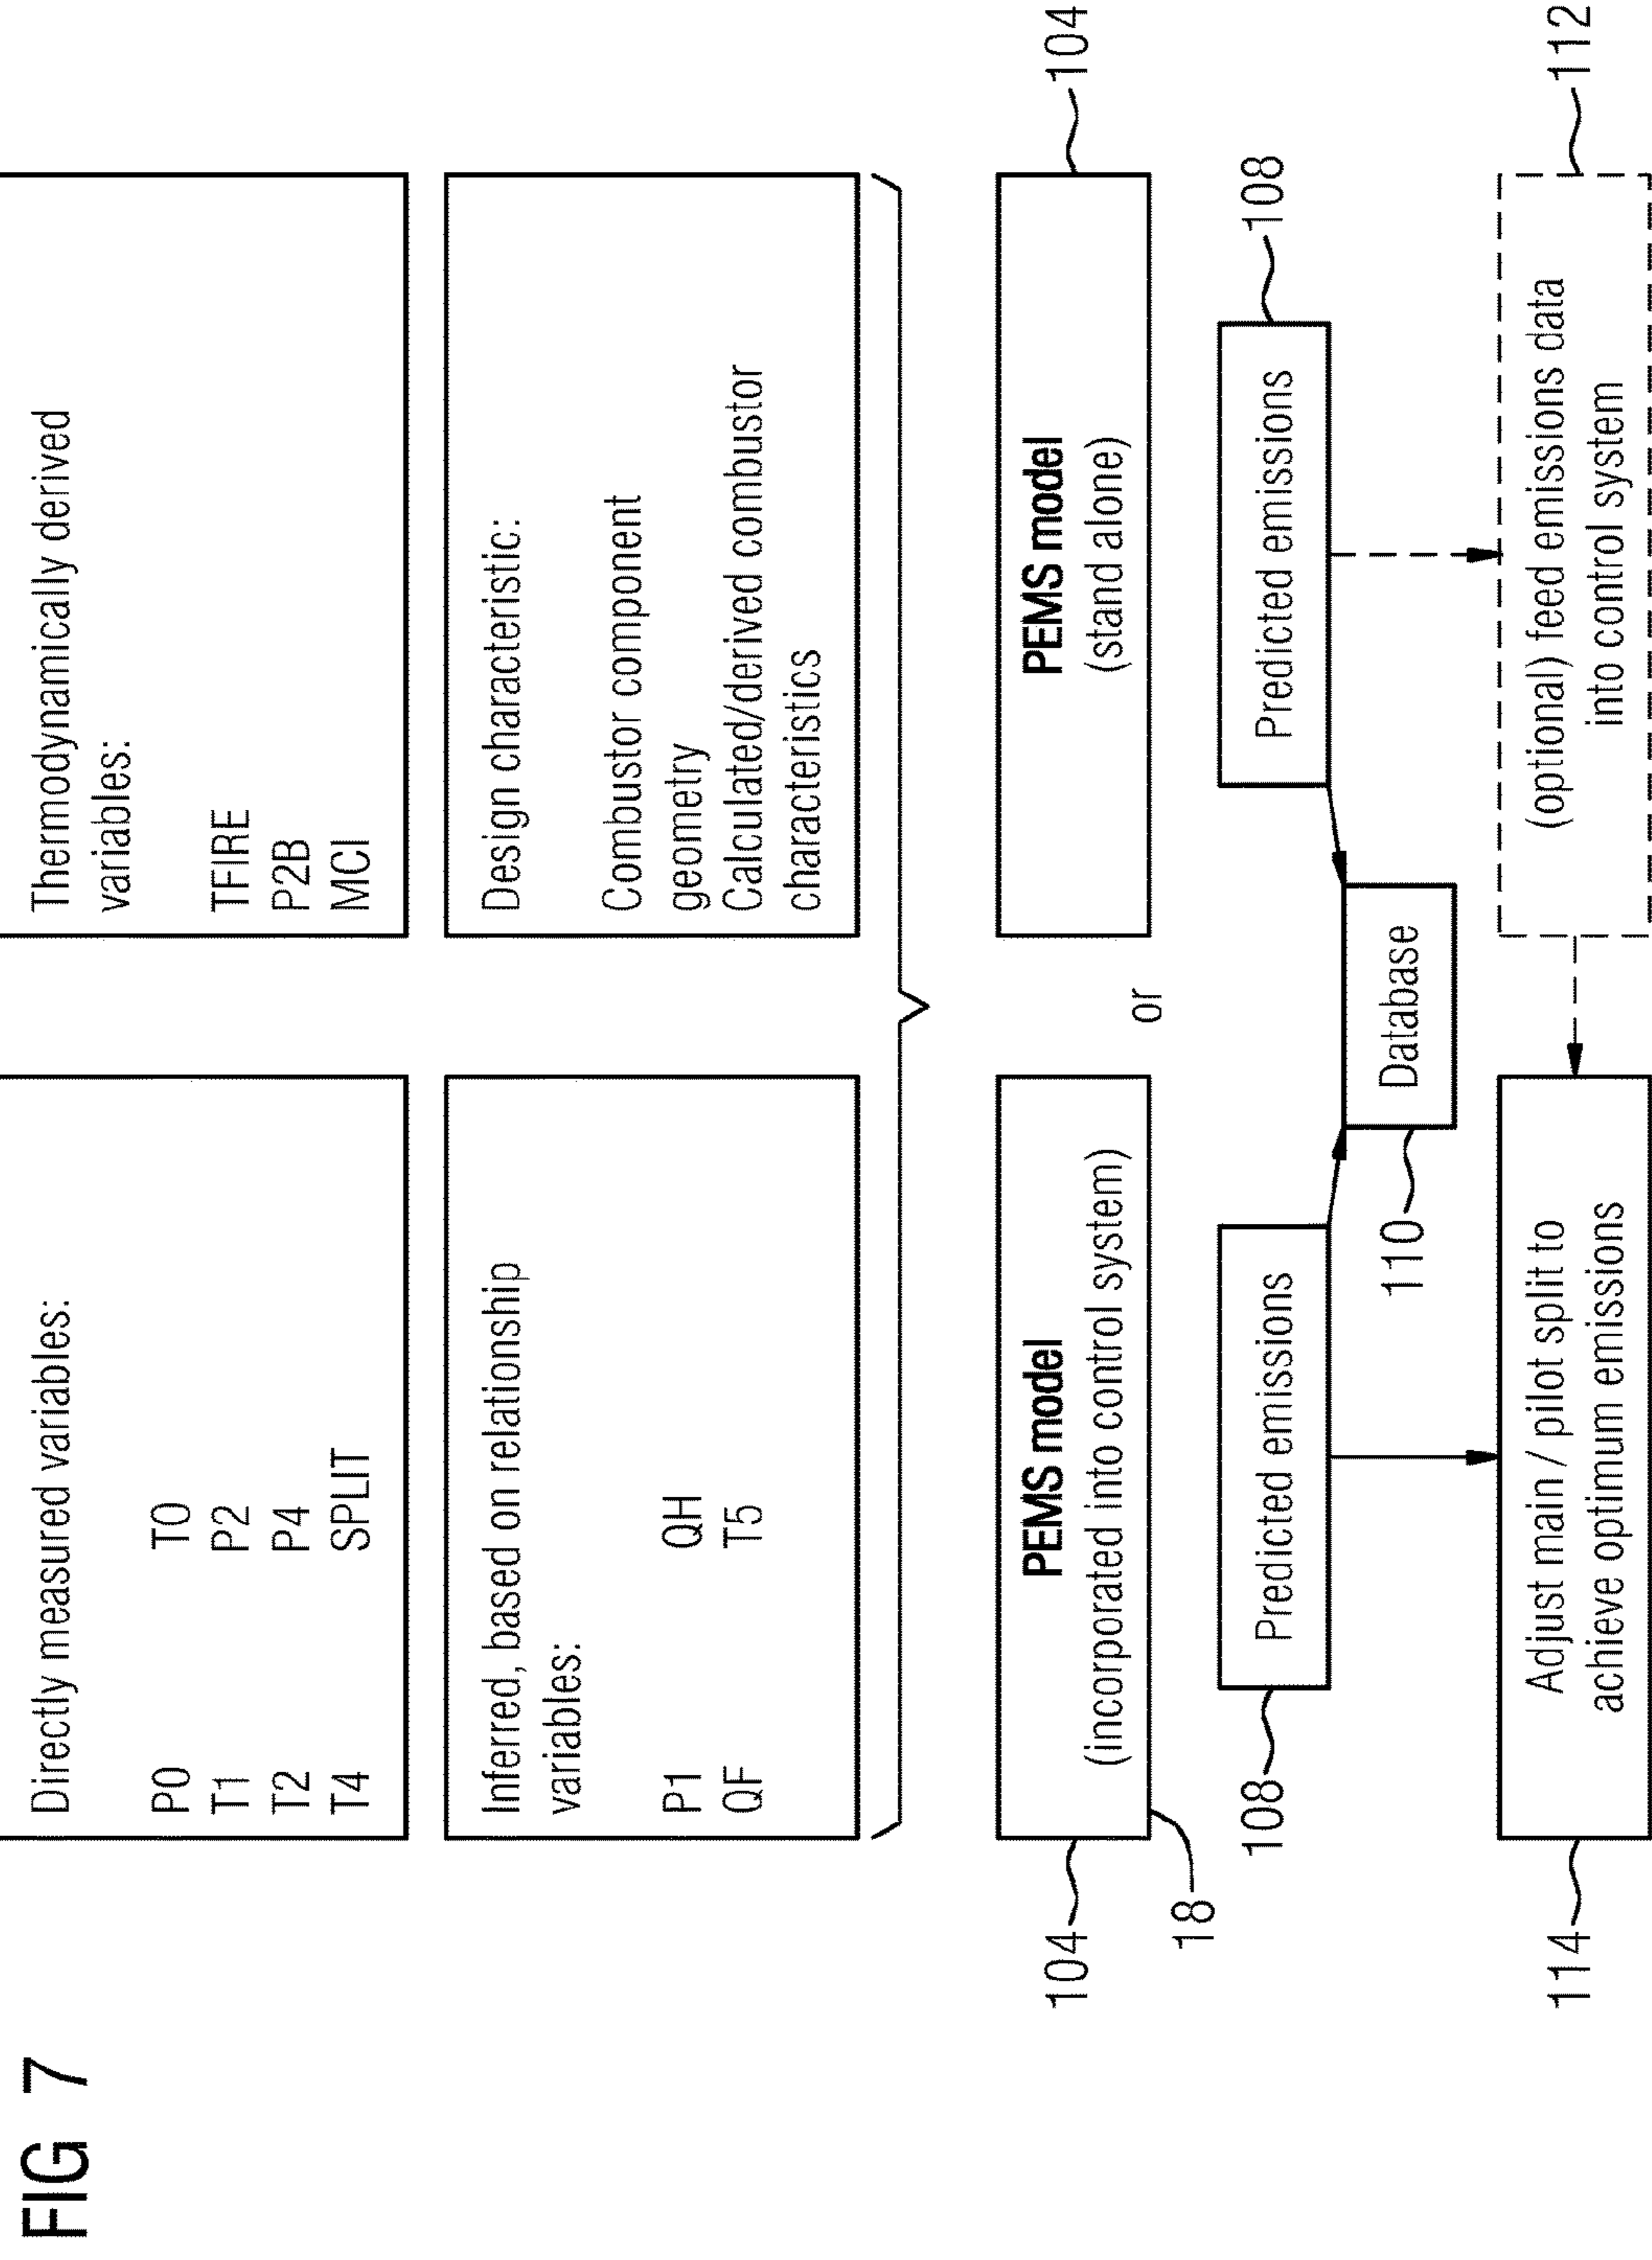 FIG 7
Directly measured variables:
P0 T0
T1 P2
T2 P4
T4 SPLIT
Thermodynamically derived
variables:
TFIRE
P2B
MCI
Inferred, based on relationship
variables:
P1 QH
QF T5
Design characteristic:
Combustor component
geometry
Calculated/derived combustor
characteristics
104
PEMS model
(incorporated into control system)
18
or
PEMS model
(stand alone)
104
108
Predicted emissions
Predicted emissions
108
110
Database
114
Adjust main / pilot split to
achieve optimum emissions
(optional) feed emissions data
into control system
112